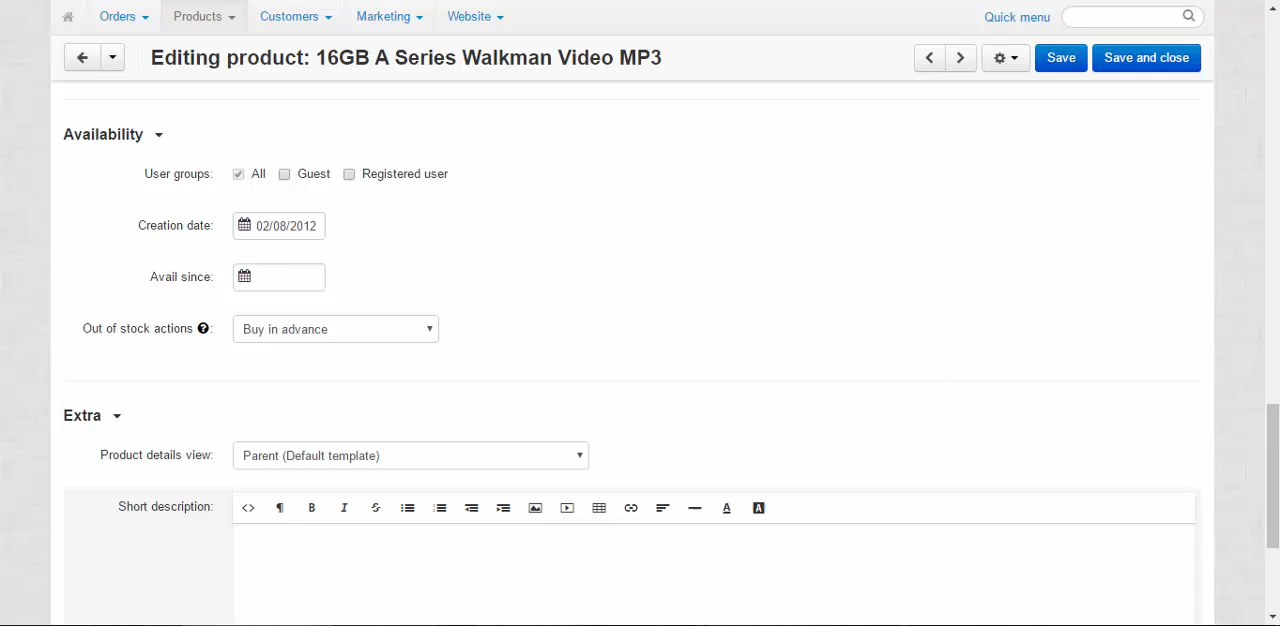 Orders Products Customers Marketing Website Quick menu
Editing product: 16GB A Series Walkman Video MP3 Save Save and close
Availability
User groups: All Guest Registered user
Creation date: 02/08/2012
Avail since:
Out of stock actions ?: Buy in advance
Extra
Product details view: Parent (Default template)
Short description: <> ¶ B I S A A